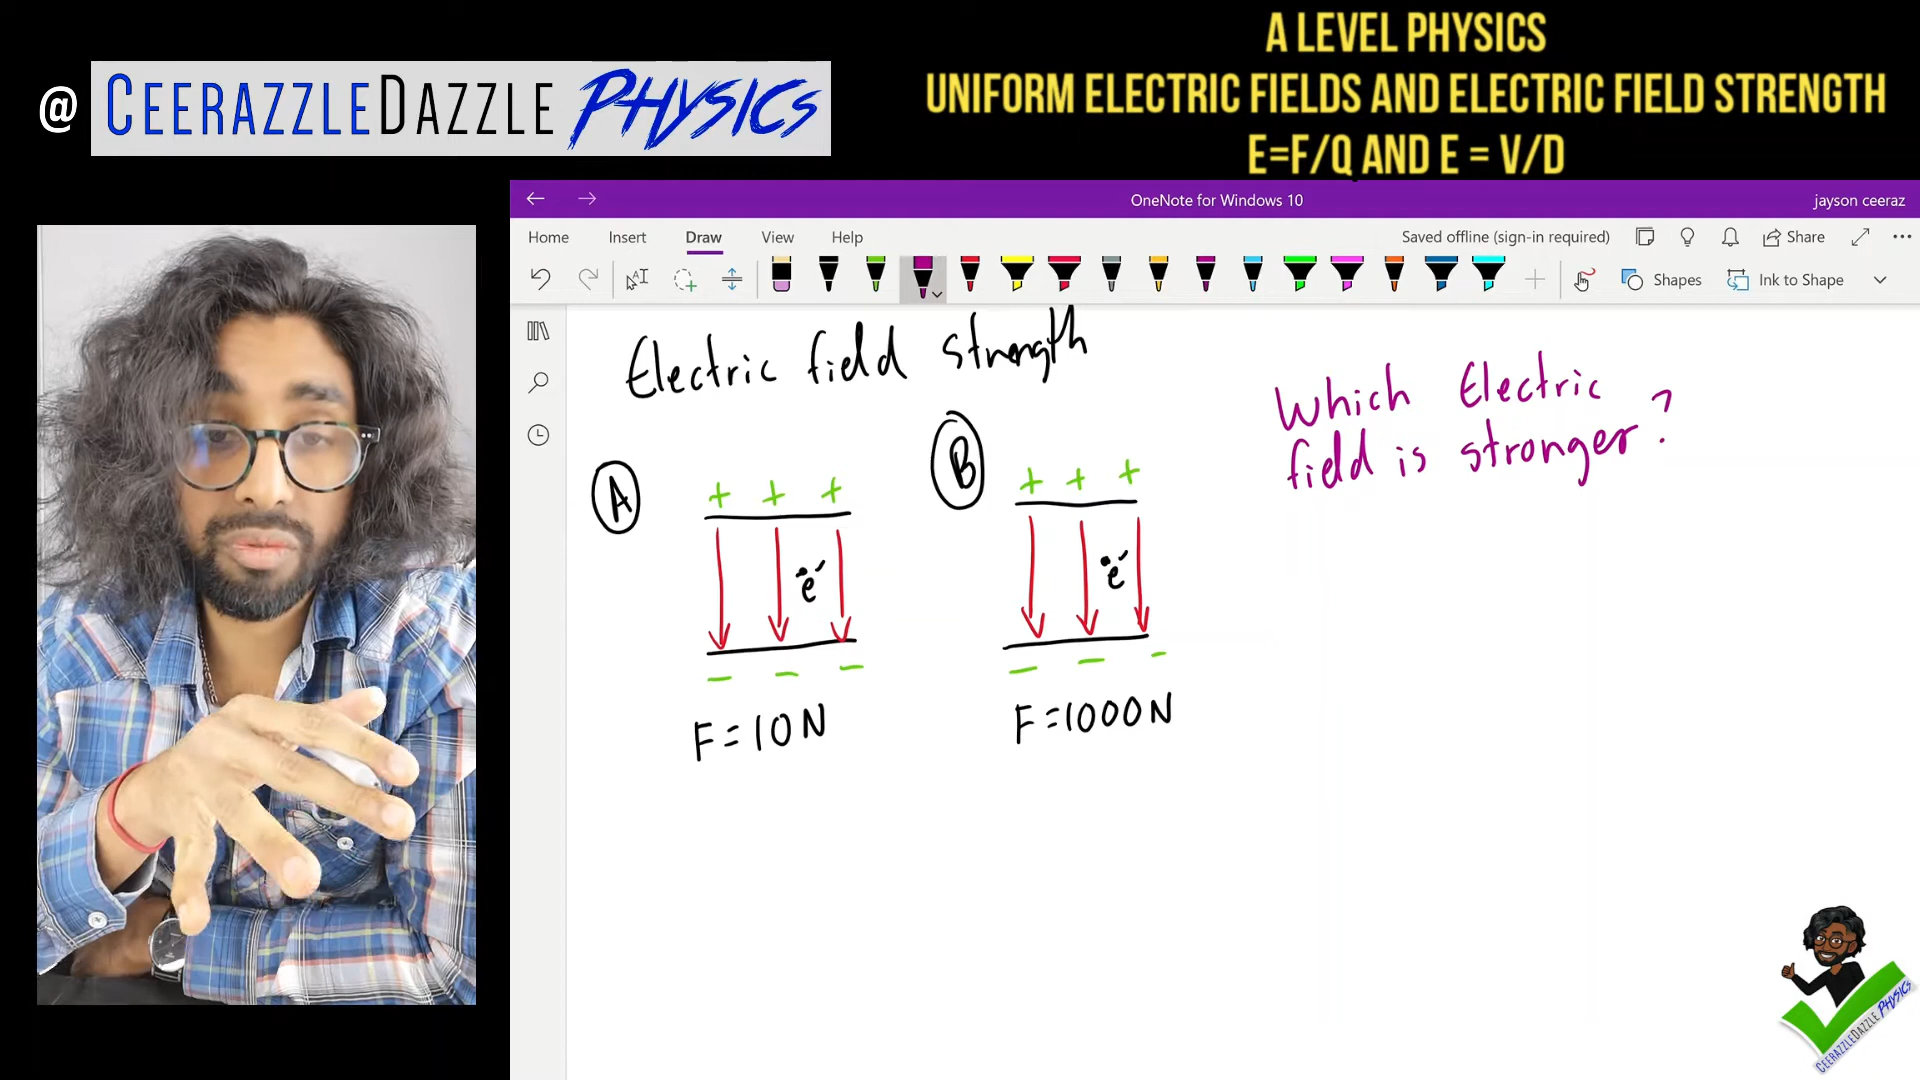 @ CEERAZZLEDAZZLE PHYSICS
A LEVEL PHYSICS
UNIFORM ELECTRIC FIELDS AND ELECTRIC FIELD STRENGTH
E=F/Q AND E = V/D
OneNote for Windows 10
jayson ceeraz
Home Insert Draw View Help
Saved offline (sign-in required)
Share
Shapes
Ink to Shape
Electric field strength
Which Electric
field is stronger?
A
B
+ + +
+ + +
e-
e-
- - -
- - -
F=10N
F=1000N
CEERAZZLEDAZZLE PHYSICS